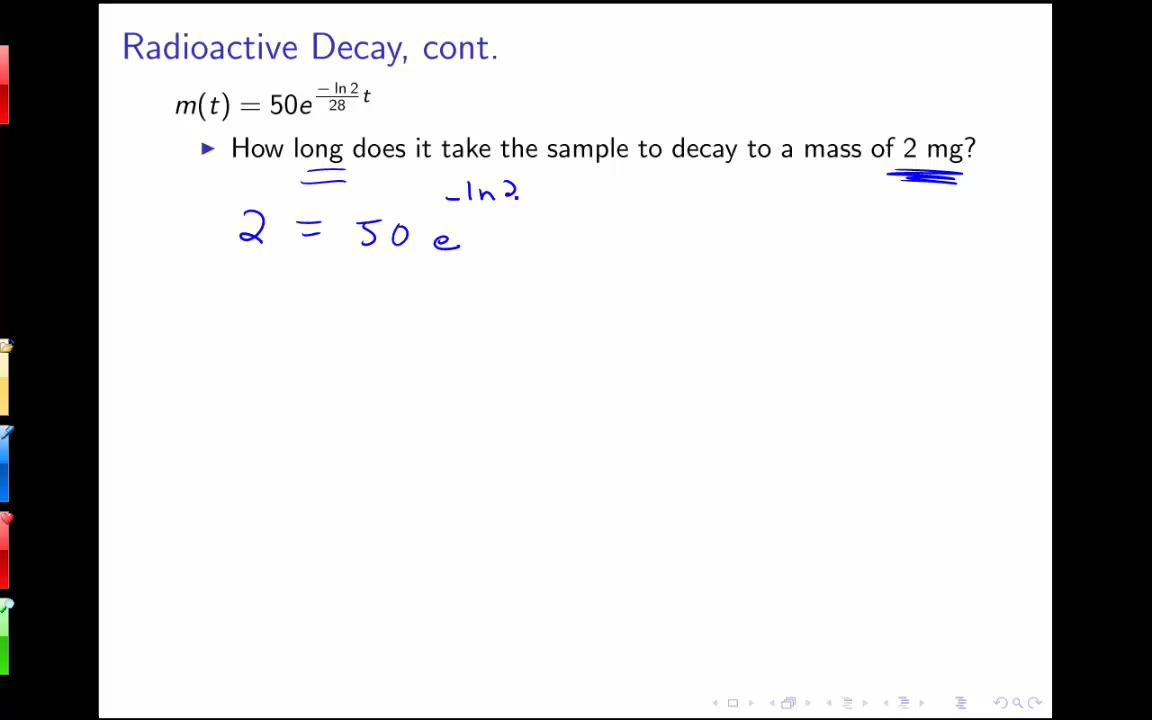 Radioactive Decay, cont.
m(t) = 50e^{\frac{-\ln 2}{28}t}
▶ How long does it take the sample to decay to a mass of 2 mg?
2 = 50 e^{-\ln 2}